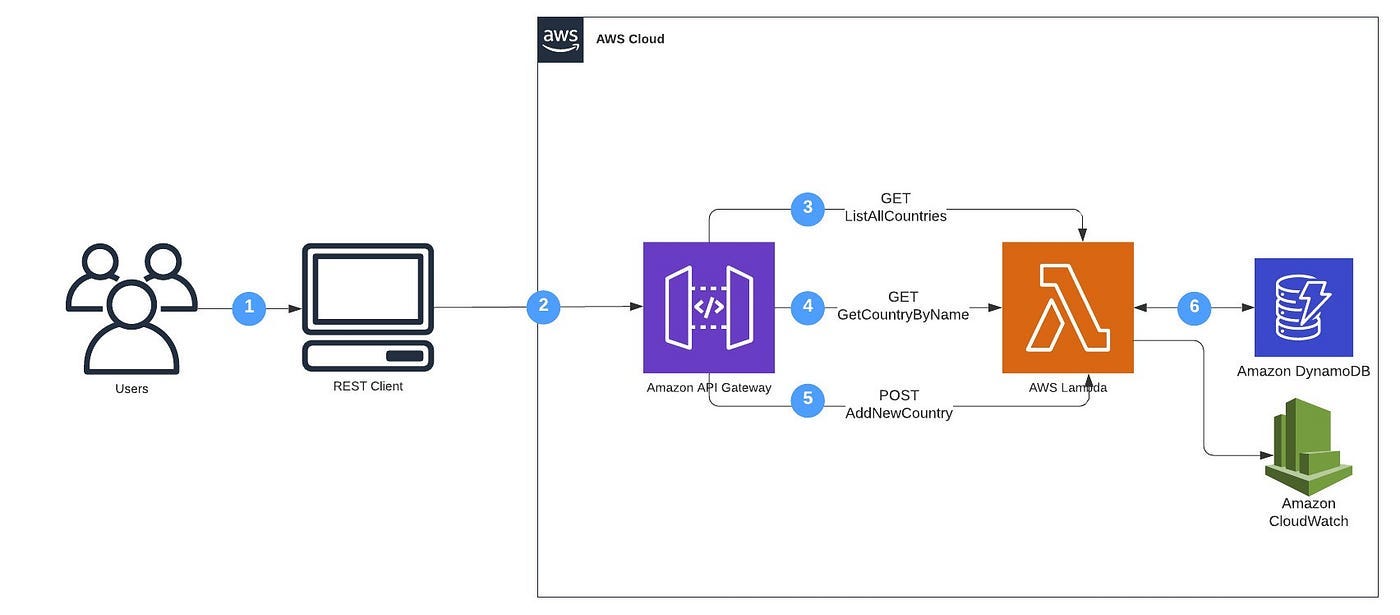 aws
AWS Cloud
3
GET
ListAllCountries
1
2
4
GET
GetCountryByName
6
Users
REST Client
Amazon API Gateway
AWS Lambda
Amazon DynamoDB
5
POST
AddNewCountry
Amazon
CloudWatch